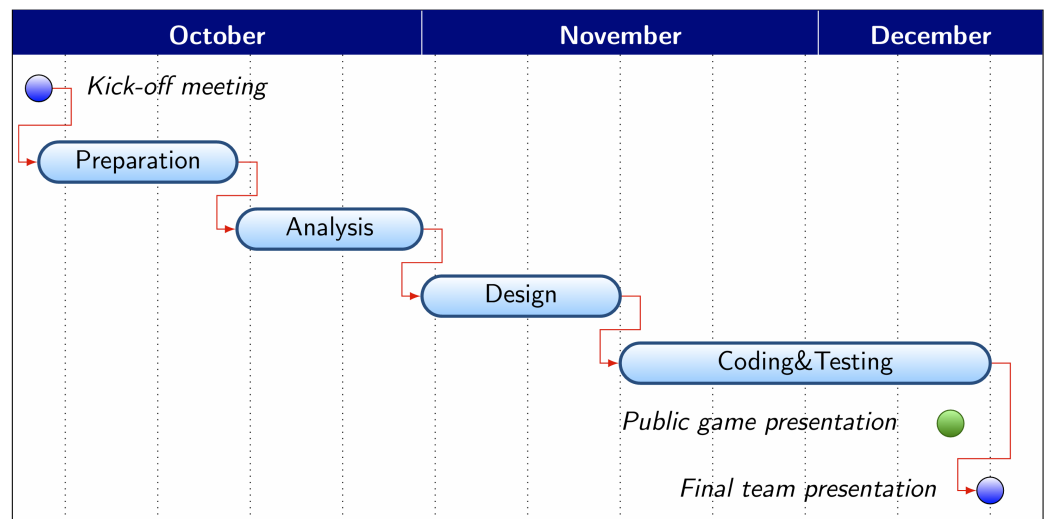 October November December
Kick-off meeting
Preparation
Analysis
Design
Coding&Testing
Public game presentation
Final team presentation